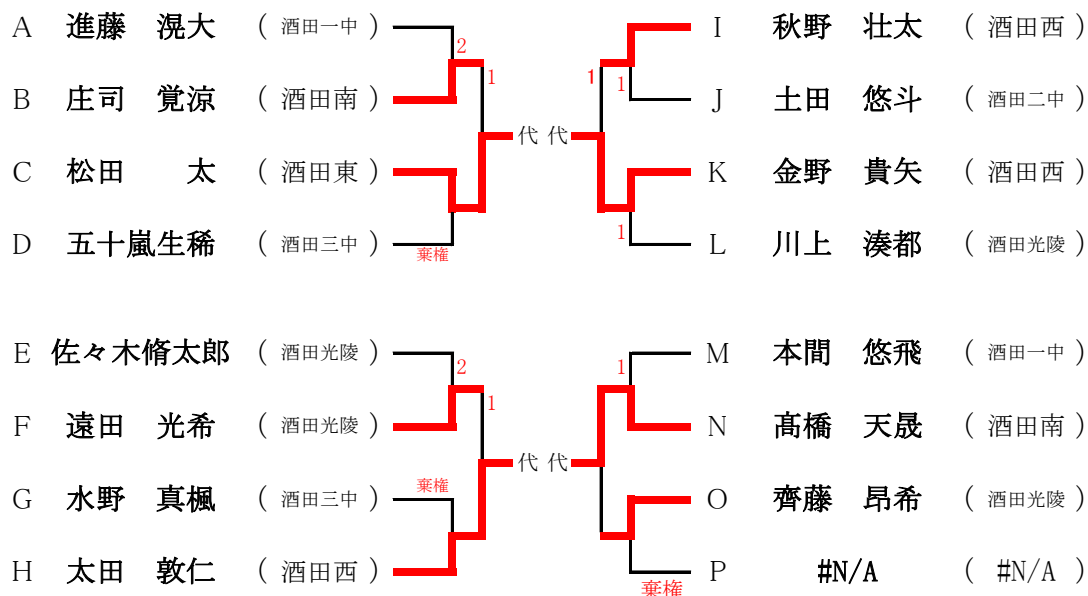 A 進藤　滉大 ( 酒田一中 )
2
1
B 庄司　覚涼 ( 酒田南 )
代
C 松田　　太 ( 酒田東 )
D 五十嵐生稀 ( 酒田三中 )
棄権
I 秋野　壮太 ( 酒田西 )
1
1
J 土田　悠斗 ( 酒田二中 )
代
K 金野　貴矢 ( 酒田西 )
1
L 川上　湊都 ( 酒田光陵 )
E 佐々木脩太郎 ( 酒田光陵 )
2
1
F 遠田　光希 ( 酒田光陵 )
代
棄権
G 水野　真楓 ( 酒田三中 )
H 太田　敦仁 ( 酒田西 )
M 本間　悠飛 ( 酒田一中 )
1
N 髙橋　天晟 ( 酒田南 )
代
O 齊藤　昂希 ( 酒田光陵 )
P #N/A ( #N/A )
棄権